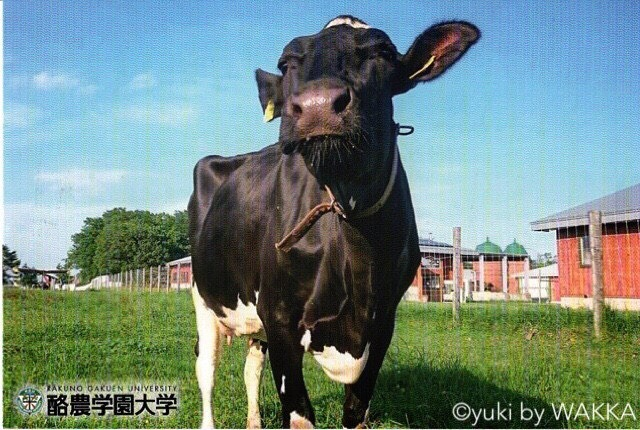 RAKUNO GAKUEN UNIVERSITY
酪農学園大学
©yuki by WAKKA